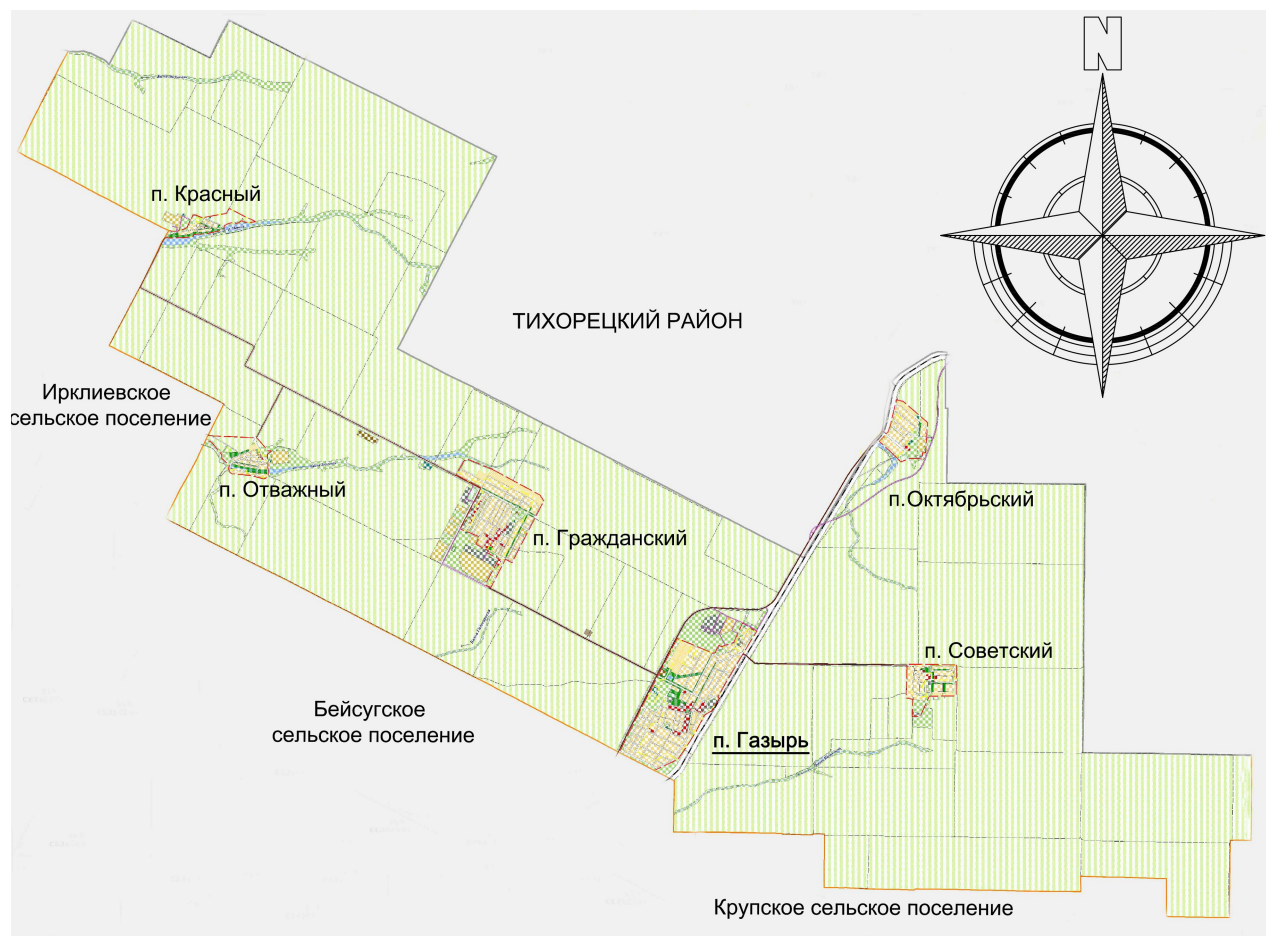 N
п. Красный
ТИХОРЕЦКИЙ РАЙОН
Ирклиевское
сельское поселение
п. Отважный
п.Октябрьский
п. Гражданский
п. Советский
Бейсугское
сельское поселение
п. Газырь
Крупское сельское поселение